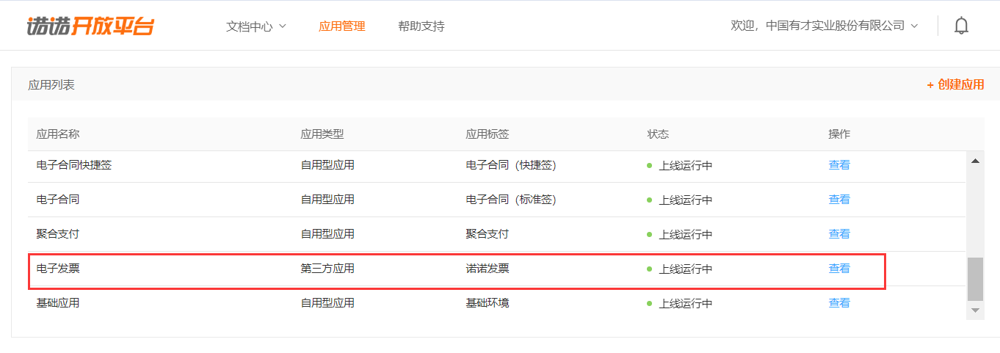 诺诺开放平台 文档中心 应用管理 帮助支持 欢迎，中国有才实业股份有限公司
应用列表 + 创建应用
应用名称 应用类型 应用标签 状态 操作
电子合同快捷签 自用型应用 电子合同（快捷签） 上线运行中 查看
电子合同 自用型应用 电子合同（标准签） 上线运行中 查看
聚合支付 自用型应用 聚合支付 上线运行中 查看
电子发票 第三方应用 诺诺发票 上线运行中 查看
基础应用 自用型应用 基础环境 上线运行中 查看